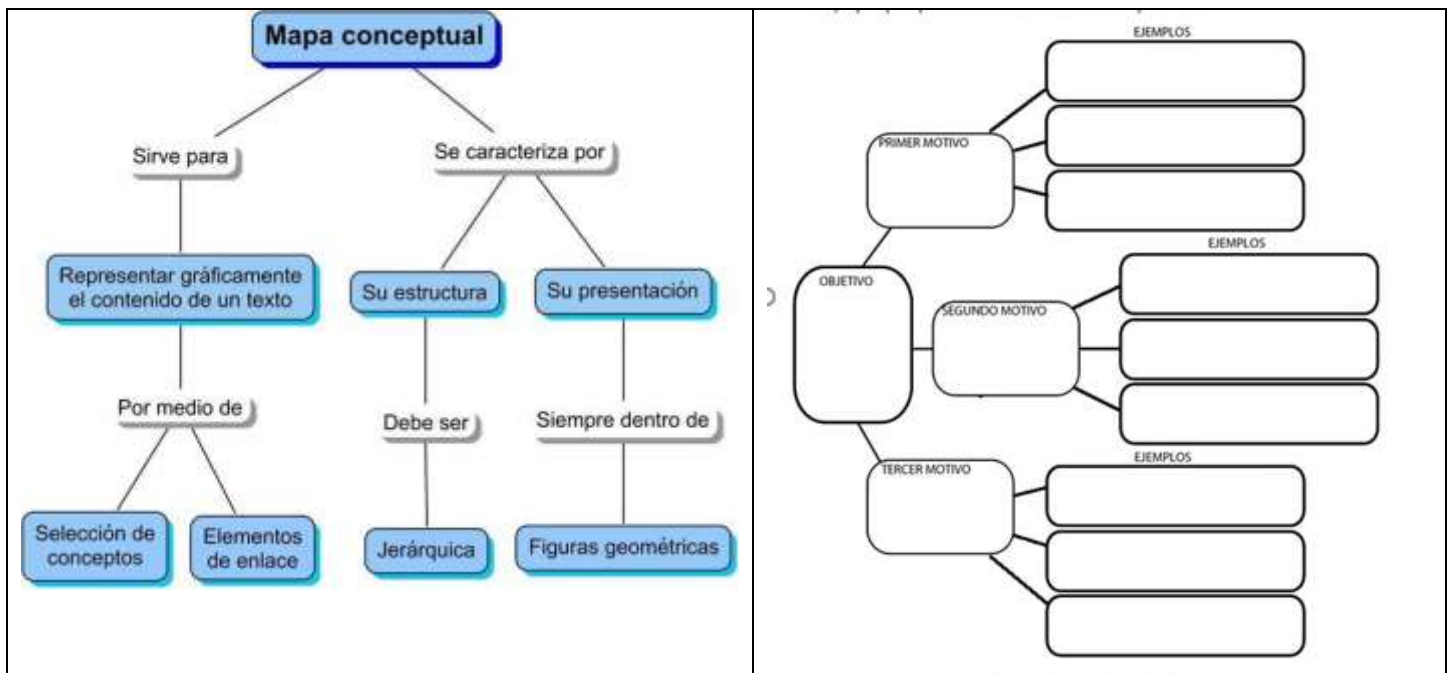 Mapa conceptual
Sirve para
Se caracteriza por
Representar gráficamente
el contenido de un texto
Su estructura
Su presentación
Por medio de
Debe ser
Siempre dentro de
Selección de
conceptos
Elementos
de enlace
Jerárquica
Figuras geométricas
EJEMPLOS
PRIMER MOTIVO
EJEMPLOS
OBJETIVO
SEGUNDO MOTIVO
EJEMPLOS
TERCER MOTIVO